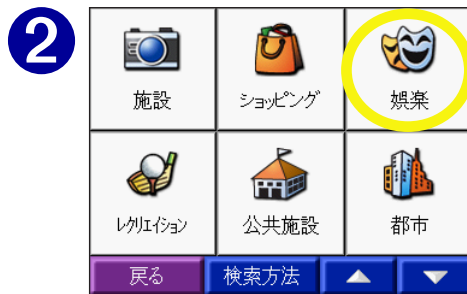 2
施設
ショッピング
娯楽
レクリエイション
公共施設
都市
戻る
検索方法